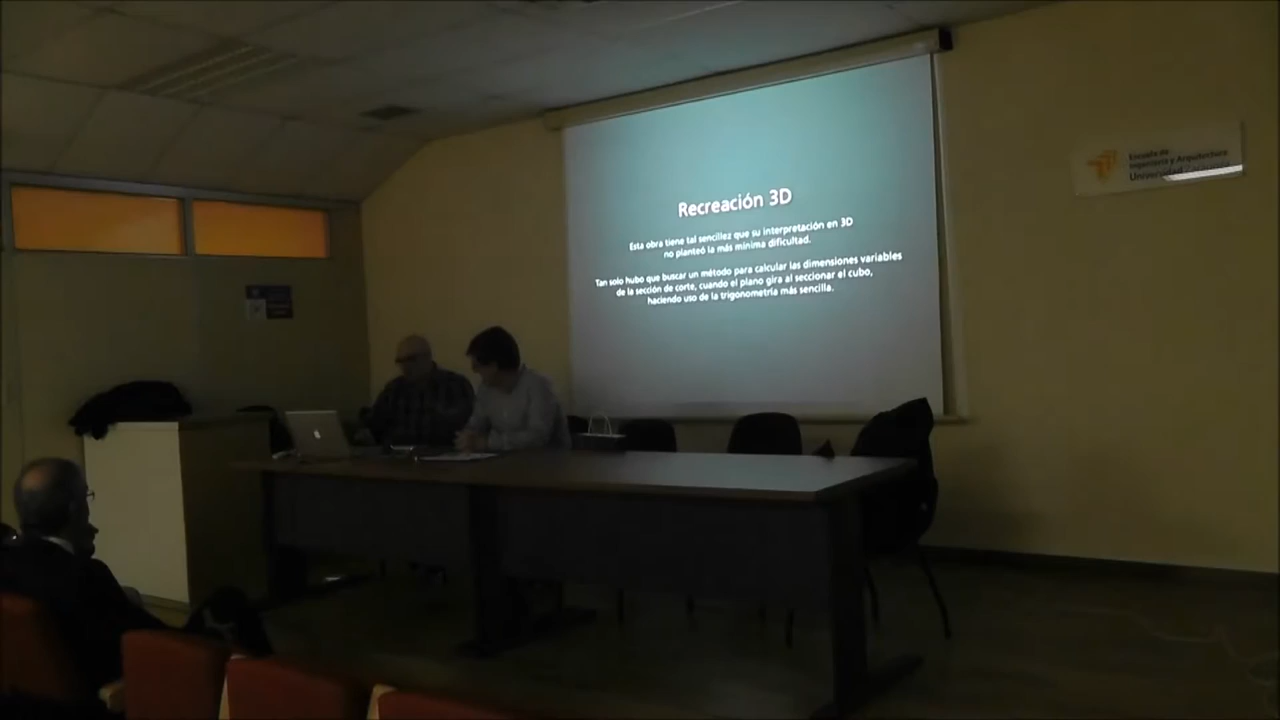 Recreación 3D
Esta obra tiene tal sencillez que su interpretación en 3D
no planteó la más mínima dificultad.
Tan solo hubo que buscar un método para calcular las dimensiones variables
de la sección de corte, cuando el plano gira al seccionar el cubo,
haciendo uso de la trigonometría más sencilla.
Escuela de
Ingeniería y Arquitectura
Universidad